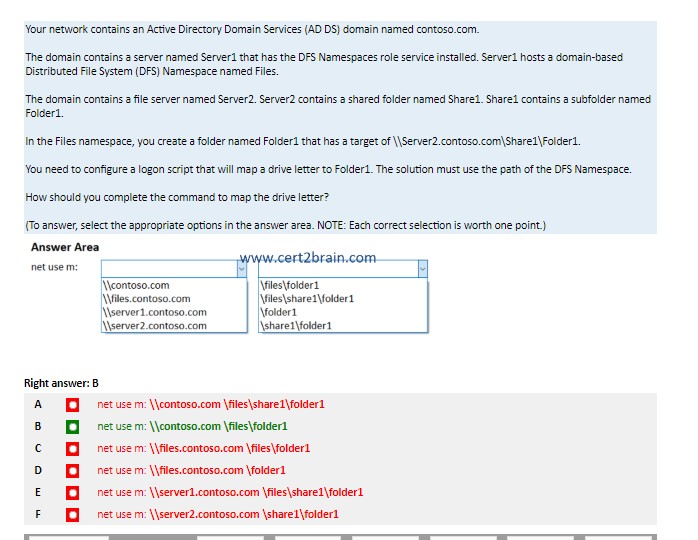 Your network contains an Active Directory Domain Services (AD DS) domain named contoso.com.
The domain contains a server named Server1 that has the DFS Namespaces role service installed. Server1 hosts a domain-based
Distributed File System (DFS) Namespace named Files.
The domain contains a file server named Server2. Server2 contains a shared folder named Share1. Share1 contains a subfolder named
Folder1.
In the Files namespace, you create a folder named Folder1 that has a target of \\Server2.contoso.com\Share1\Folder1.
You need to configure a logon script that will map a drive letter to Folder1. The solution must use the path of the DFS Namespace.
How should you complete the command to map the drive letter?
(To answer, select the appropriate options in the answer area. NOTE: Each correct selection is worth one point.)
Answer Area
www.cert2brain.com
net use m:
\\contoso.com \files\folder1
\\files.contoso.com \files\share1\folder1
\\server1.contoso.com \folder1
\\server2.contoso.com \share1\folder1
Right answer: B
A net use m: \\contoso.com \files\share1\folder1
B net use m: \\contoso.com \files\folder1
C net use m: \\files.contoso.com \files\folder1
D net use m: \\files.contoso.com \folder1
E net use m: \\server1.contoso.com \files\share1\folder1
F net use m: \\server2.contoso.com \share1\folder1